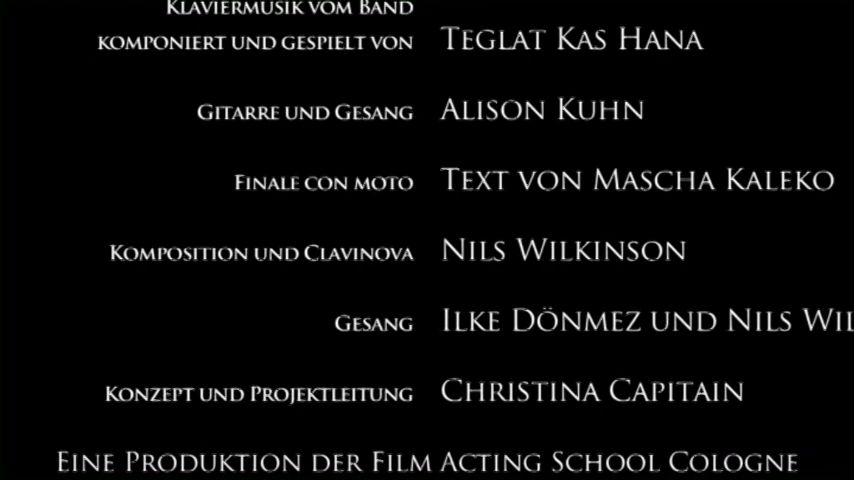 Klaviermusik vom Band
komponiert und gespielt von Teglat Kas Hana
Gitarre und Gesang Alison Kuhn
Finale con moto Text von Mascha Kaleko
Komposition und Clavinova Nils Wilkinson
Gesang Ilke Dönmez und Nils Wil
Konzept und Projektleitung Christina Capitain
Eine Produktion der Film Acting School Cologne